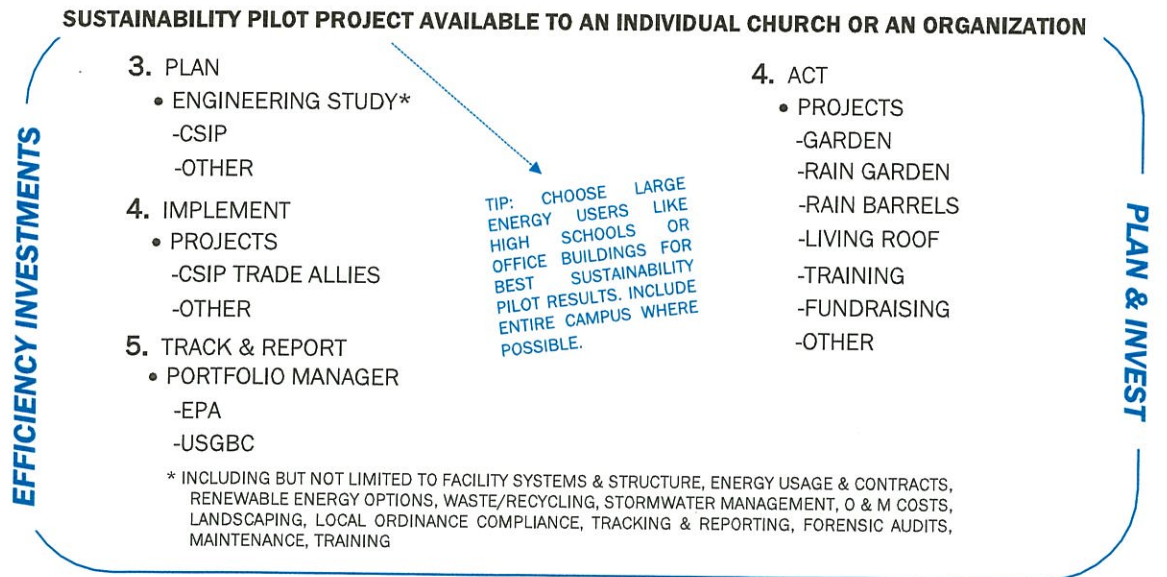 SUSTAINABILITY PILOT PROJECT AVAILABLE TO AN INDIVIDUAL CHURCH OR AN ORGANIZATION
EFFICIENCY INVESTMENTS
3. PLAN
• ENGINEERING STUDY*
-CSIP
-OTHER
4. IMPLEMENT
• PROJECTS
-CSIP TRADE ALLIES
-OTHER
5. TRACK & REPORT
• PORTFOLIO MANAGER
-EPA
-USGBC
TIP: CHOOSE LARGE
ENERGY USERS LIKE
HIGH SCHOOLS OR
OFFICE BUILDINGS FOR
BEST SUSTAINABILITY
PILOT RESULTS. INCLUDE
ENTIRE CAMPUS WHERE
POSSIBLE.
4. ACT
• PROJECTS
-GARDEN
-RAIN GARDEN
-RAIN BARRELS
-LIVING ROOF
-TRAINING
-FUNDRAISING
-OTHER
PLAN & INVEST
* INCLUDING BUT NOT LIMITED TO FACILITY SYSTEMS & STRUCTURE, ENERGY USAGE & CONTRACTS,
RENEWABLE ENERGY OPTIONS, WASTE/RECYCLING, STORMWATER MANAGEMENT, O & M COSTS,
LANDSCAPING, LOCAL ORDINANCE COMPLIANCE, TRACKING & REPORTING, FORENSIC AUDITS,
MAINTENANCE, TRAINING